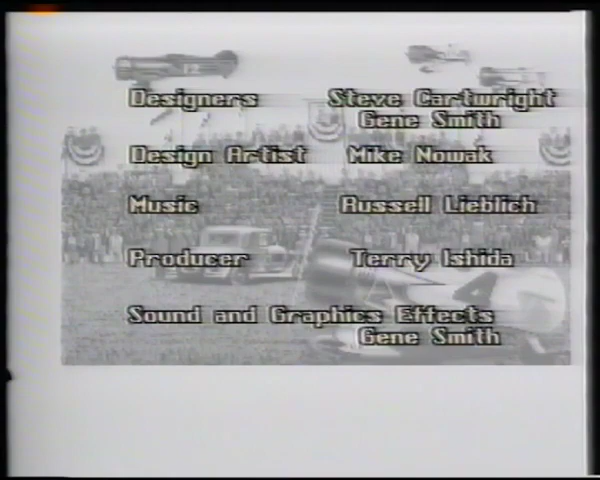 Designers Steve Cartwright
Gene Smith
Design Artist Mike Nowak
Music Russell Lieblich
Producer Terry Ishida
Sound and Graphics Effects
Gene Smith
12